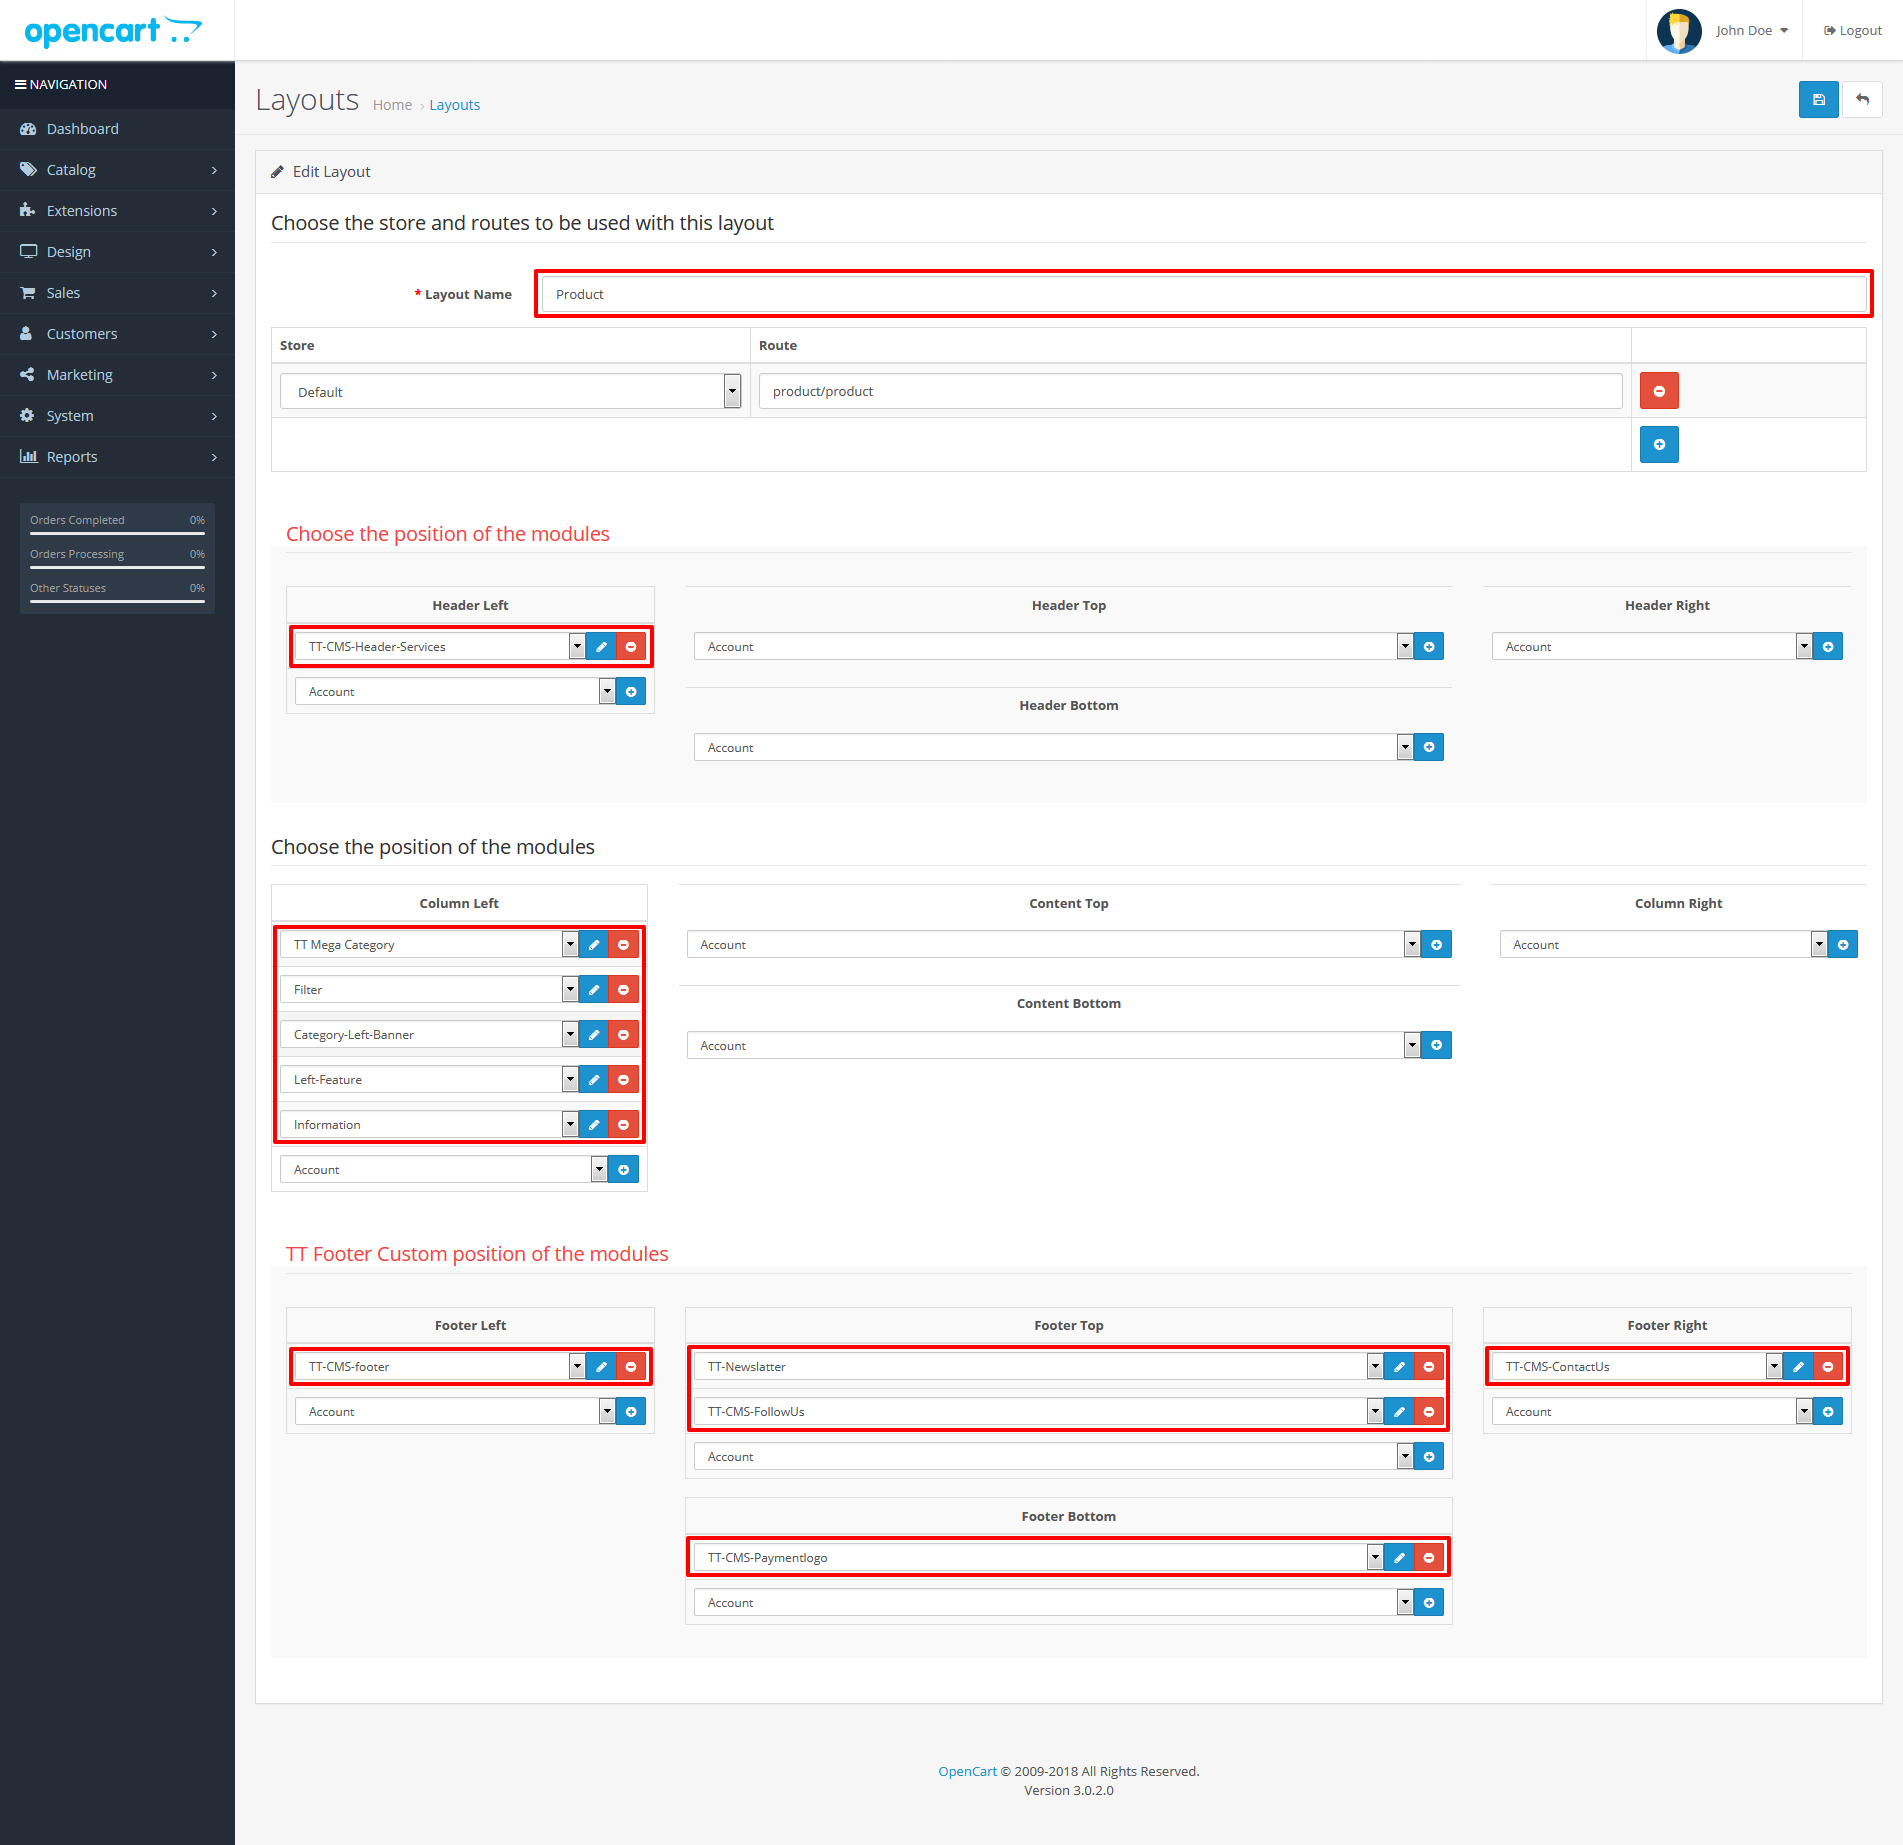 opencart
John Doe
Logout
NAVIGATION
Dashboard
Catalog
Extensions
Design
Sales
Customers
Marketing
System
Reports
Orders Completed 0%
Orders Processing 0%
Other Statuses 0%
Layouts Home › Layouts
Edit Layout
Choose the store and routes to be used with this layout
* Layout Name Product
Store Route
Default product/product
Choose the position of the modules
Header Left
TT-CMS-Header-Services
Account
Header Top
Account
Header Bottom
Account
Header Right
Account
Choose the position of the modules
Column Left
TT Mega Category
Filter
Category-Left-Banner
Left-Feature
Information
Account
Content Top
Account
Content Bottom
Account
Column Right
Account
TT Footer Custom position of the modules
Footer Left
TT-CMS-footer
Account
Footer Top
TT-Newslatter
TT-CMS-FollowUs
Account
Footer Bottom
TT-CMS-Paymentlogo
Account
Footer Right
TT-CMS-ContactUs
Account
OpenCart © 2009-2018 All Rights Reserved.
Version 3.0.2.0